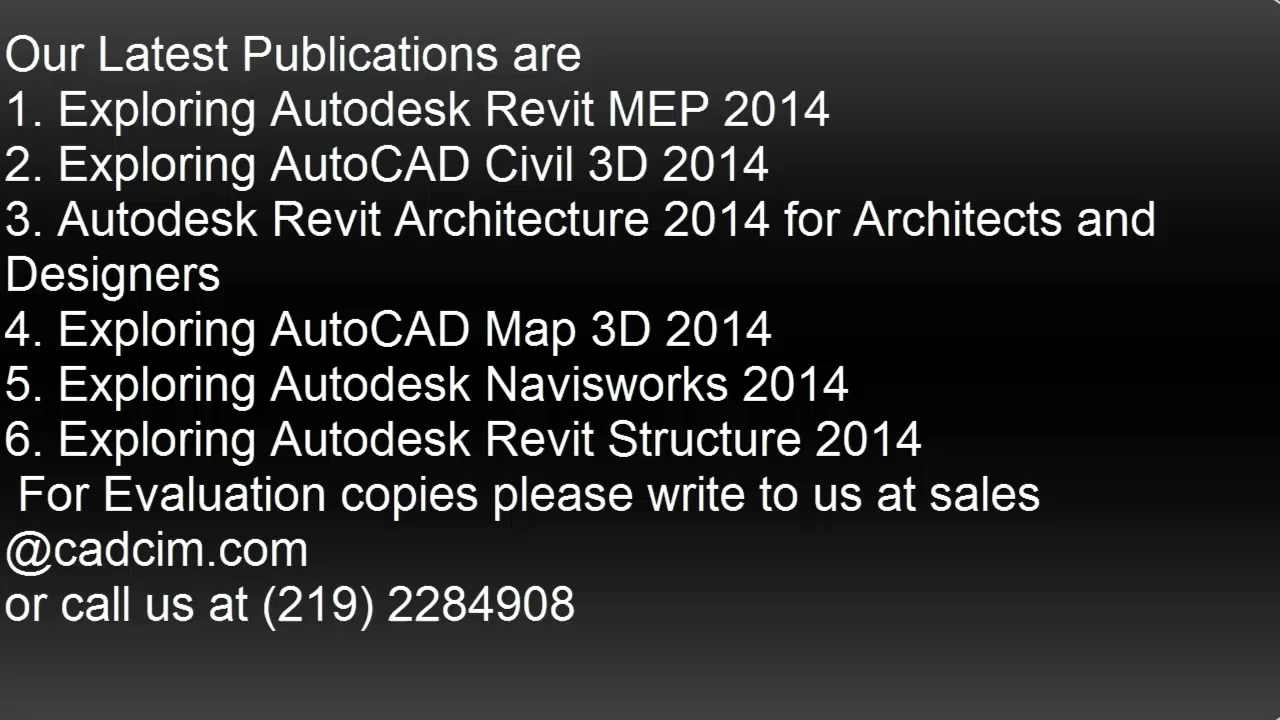 Our Latest Publications are
1. Exploring Autodesk Revit MEP 2014
2. Exploring AutoCAD Civil 3D 2014
3. Autodesk Revit Architecture 2014 for Architects and
Designers
4. Exploring AutoCAD Map 3D 2014
5. Exploring Autodesk Navisworks 2014
6. Exploring Autodesk Revit Structure 2014
For Evaluation copies please write to us at sales
@cadcim.com
or call us at (219) 2284908